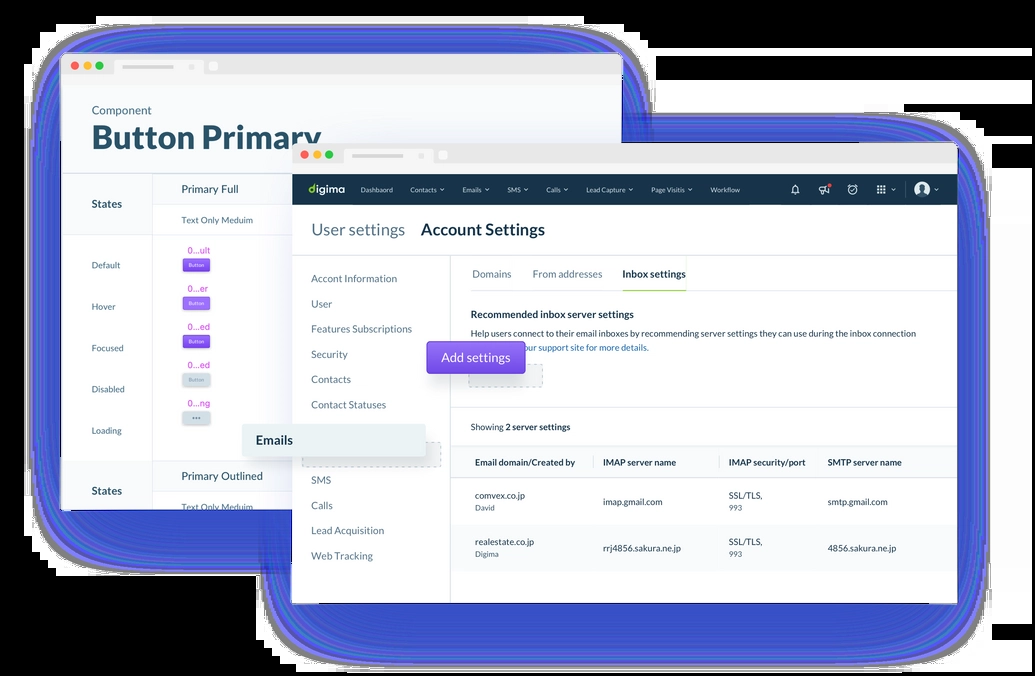 Component
Button Primary
States
Primary Full
Text Only Meduim
Default
0...ult
Button
Hover
0...er
Button
Focused
0...ed
Button
Disabled
0...ed
Button
Loading
0...ng
States
Primary Outlined
Text Only Meduim
digima Dashbaord Contacts Emails SMS Calls Lead Capture Page Visitis Workflow
User settings Account Settings
Accont Information
User
Features Subscriptions
Security
Contacts
Contact Statuses
Emails
SMS
Calls
Lead Acquisition
Web Tracking
Domains From addresses Inbox settings
Recommended inbox server settings
Help users connect to their email inboxes by recommending server settings they can use during the inbox connection
our support site for more details.
Add settings
Showing 2 server settings
Email domain/Created by IMAP server name IMAP security/port SMTP server name
comvex.co.jp imap.gmail.com SSL/TLS, smtp.gmail.com
David 993
realestate.co.jp rrj4856.sakura.ne.jp SSL/TLS, 4856.sakura.ne.jp
Digima 993